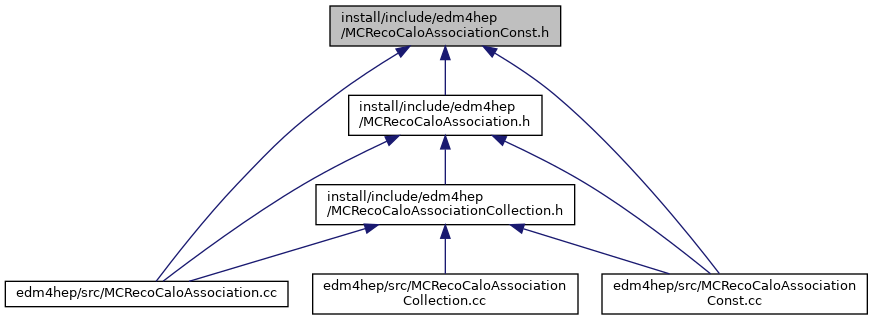 install/include/edm4hep
/MCRecoCaloAssociationConst.h
install/include/edm4hep
/MCRecoCaloAssociation.h
install/include/edm4hep
/MCRecoCaloAssociationCollection.h
edm4hep/src/MCRecoCaloAssociation.cc
edm4hep/src/MCRecoCaloAssociation
Collection.cc
edm4hep/src/MCRecoCaloAssociation
Const.cc